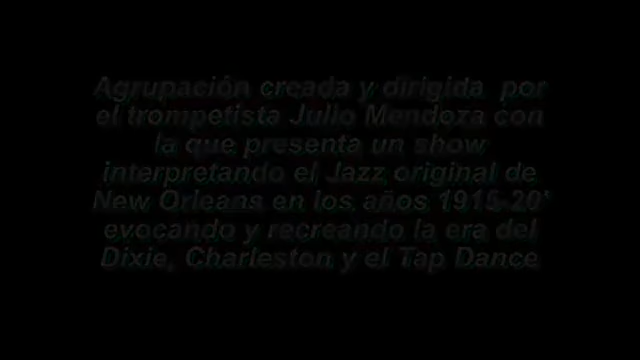 Agrupación creada y dirigida por
el trompetista Julio Mendoza con
la que presenta un show
interpretando el Jazz original de
New Orleans en los años 1915-20*
evocando y recreando la era del
Dixie, Charleston y el Tap Dance